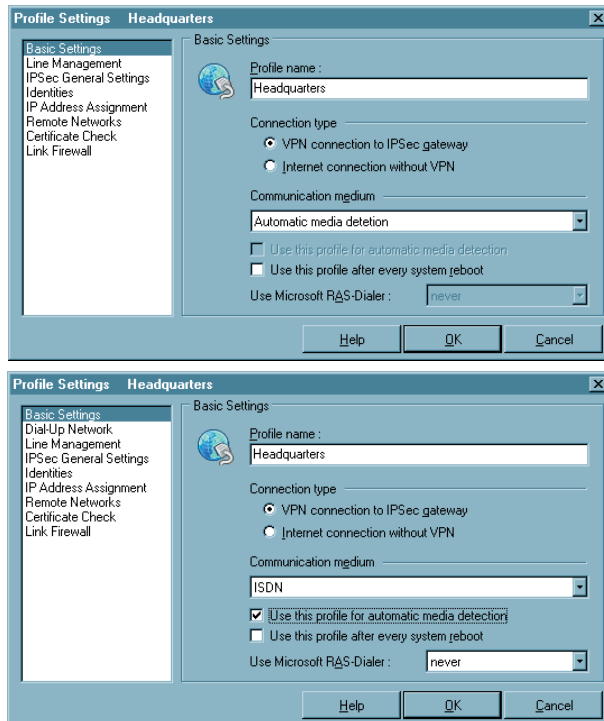 Profile Settings Headquarters
Basic Settings
Line Management
IPSec General Settings
Identities
IP Address Assignment
Remote Networks
Certificate Check
Link Firewall
Basic Settings
Profile name :
Headquarters
Connection type
VPN connection to IPSec gateway
Internet connection without VPN
Communication medium
Automatic media detetion
Use this profile for automatic media detection
Use this profile after every system reboot
Use Microsoft RAS-Dialer : never
Help OK Cancel
Profile Settings Headquarters
Basic Settings
Dial-Up Network
Line Management
IPSec General Settings
Identities
IP Address Assignment
Remote Networks
Certificate Check
Link Firewall
Basic Settings
Profile name :
Headquarters
Connection type
VPN connection to IPSec gateway
Internet connection without VPN
Communication medium
ISDN
Use this profile for automatic media detection
Use this profile after every system reboot
Use Microsoft RAS-Dialer : never
Help OK Cancel